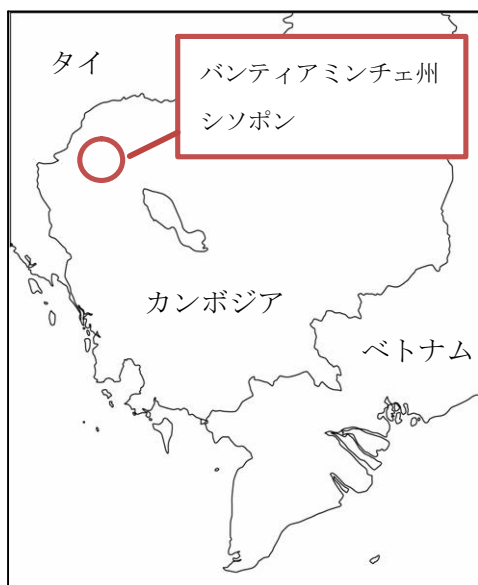 タイ
バンティアミンチェ州
シソポン
カンボジア
ベトナム